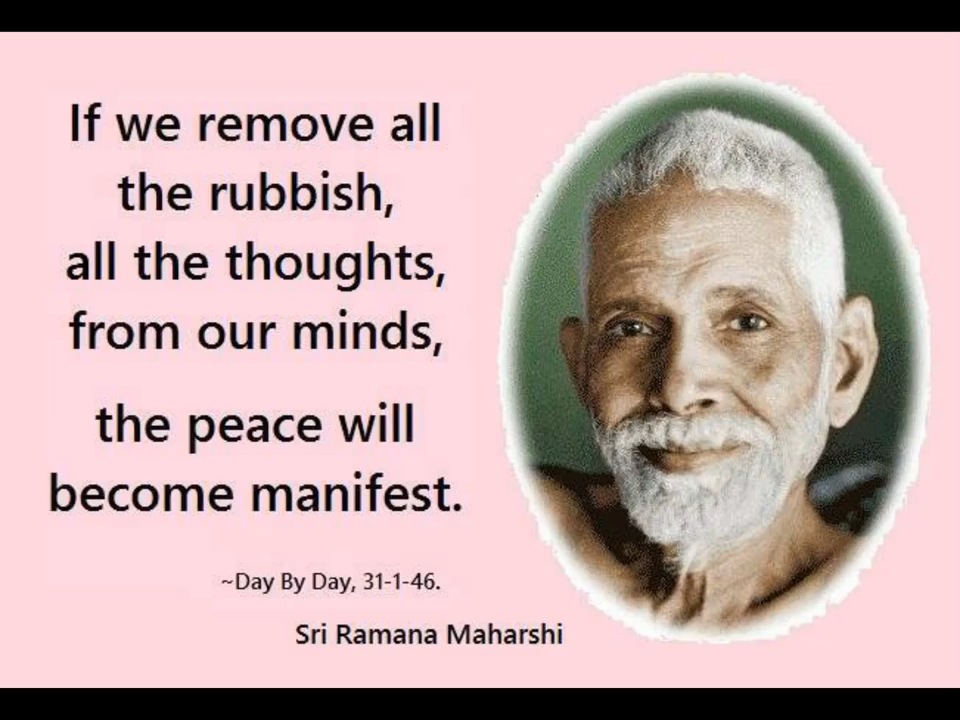 If we remove all
the rubbish,
all the thoughts,
from our minds,
the peace will
become manifest.
~Day By Day, 31-1-46.
Sri Ramana Maharshi